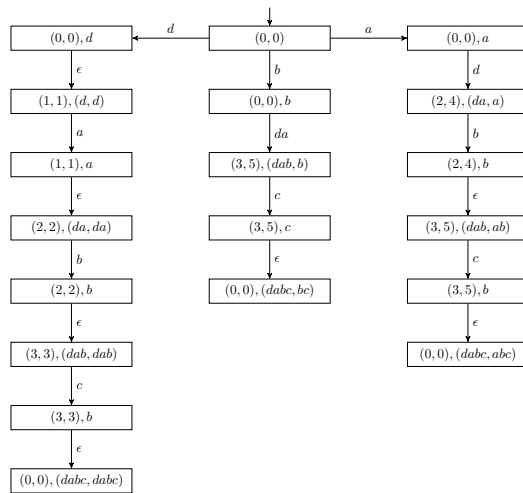 (0, 0), d d (0, 0) a (0, 0), a
ϵ b d
(1, 1), (d, d) (0, 0), b (2, 4), (da, a)
a da b
(1, 1), a (3, 5), (dab, b) (2, 4), b
ϵ c ϵ
(2, 2), (da, da) (3, 5), c (3, 5), (dab, ab)
b ϵ c
(2, 2), b (0, 0), (dabc, bc) (3, 5), b
ϵ ϵ
(3, 3), (dab, dab) (0, 0), (dabc, abc)
c
(3, 3), b
ϵ
(0, 0), (dabc, dabc)